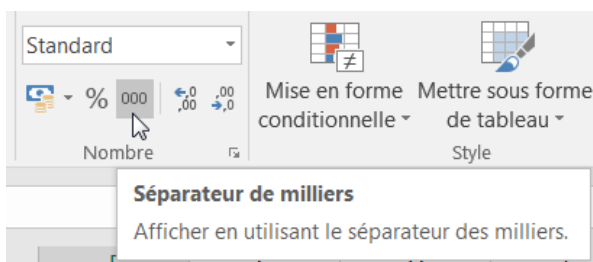 Standard
% 000 ,0 ,00 ,00 ,0
Mise en forme conditionnelle
Mettre sous forme de tableau
Nombre
Style
Séparateur de milliers
Afficher en utilisant le séparateur des milliers.